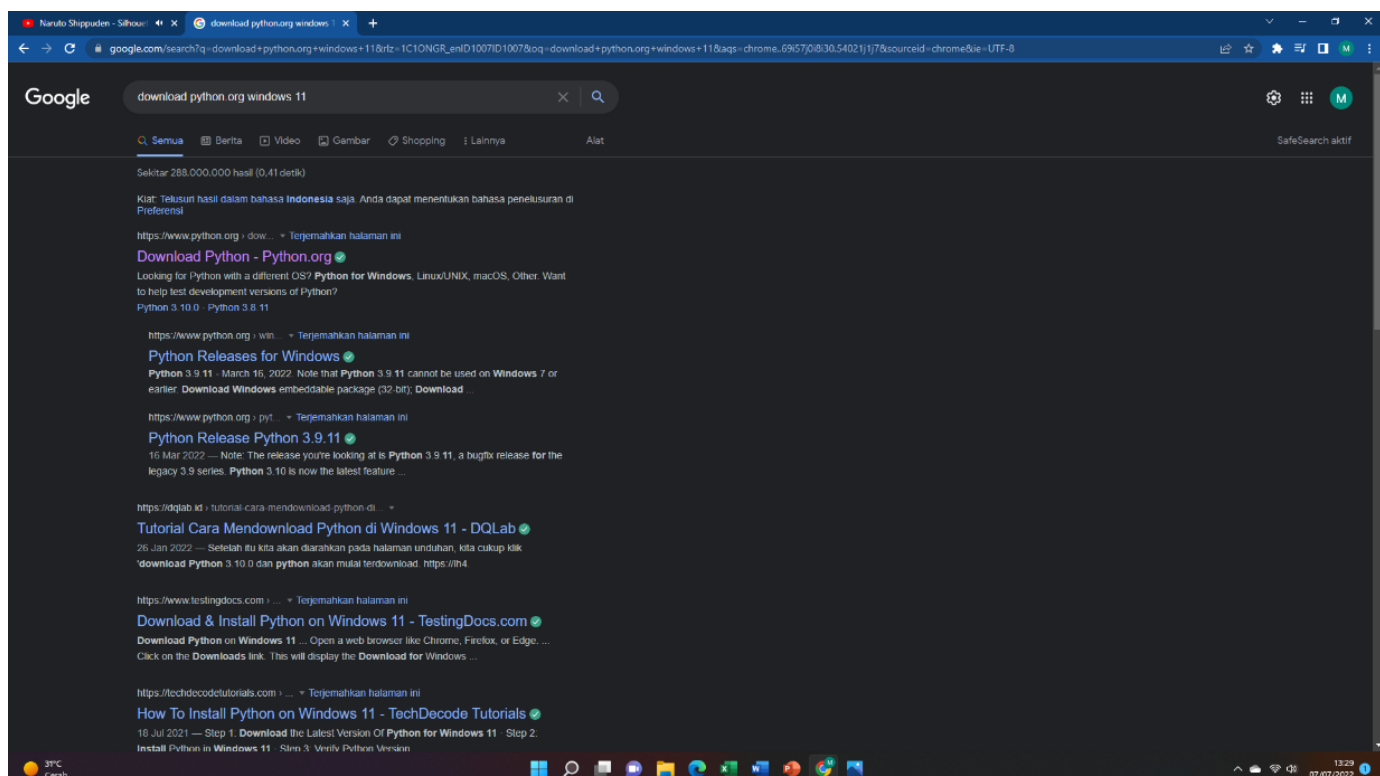 Naruto Shippuden - Silhouet
download python.org windows 1
google.com/search?q=download+python.org+windows+11&rlz=1C1ONGR_enID1007ID1007&oq=download+python.org+windows+11&aqs=chrome..69i57j0i8i30.54021j1j7&sourceid=chrome&ie=UTF-8
M
Google
download python.org windows 11
M
Semua Berita Video Gambar Shopping Lainnya Alat SafeSearch aktif
Sekitar 288.000.000 hasil (0,41 detik)
Kiat: Telusuri hasil dalam bahasa Indonesia saja. Anda dapat menentukan bahasa penelusuran di
Preferensi
https://www.python.org › dow... Terjemahkan halaman ini
Download Python - Python.org
Looking for Python with a different OS? Python for Windows, Linux/UNIX, macOS, Other. Want
to help test development versions of Python?
Python 3.10.0 · Python 3.8.11
https://www.python.org › win... Terjemahkan halaman ini
Python Releases for Windows
Python 3.9.11 - March 16, 2022. Note that Python 3.9.11 cannot be used on Windows 7 or
earlier. Download Windows embeddable package (32-bit); Download ...
https://www.python.org › pyt... Terjemahkan halaman ini
Python Release Python 3.9.11
16 Mar 2022 — Note: The release you're looking at is Python 3.9.11, a bugfix release for the
legacy 3.9 series. Python 3.10 is now the latest feature ...
https://dqlab.id › tutorial-cara-mendownload-python-di...
Tutorial Cara Mendownload Python di Windows 11 - DQLab
26 Jan 2022 — Setelah itu kita akan diarahkan pada halaman unduhan, kita cukup klik
'download Python 3.10.0 dan python akan mulai terdownload. https://lh4.
https://www.testingdocs.com › ... Terjemahkan halaman ini
Download & Install Python on Windows 11 - TestingDocs.com
Download Python on Windows 11 ... Open a web browser like Chrome, Firefox, or Edge. ...
Click on the Downloads link. This will display the Download for Windows ...
https://techdecodetutorials.com › ... Terjemahkan halaman ini
How To Install Python on Windows 11 - TechDecode Tutorials
18 Jul 2021 — Step 1: Download the Latest Version Of Python for Windows 11 · Step 2:
Install Python in Windows 11 · Step 3: Verify Python Version
31°C
Cerah
13:29
07/07/2022
1